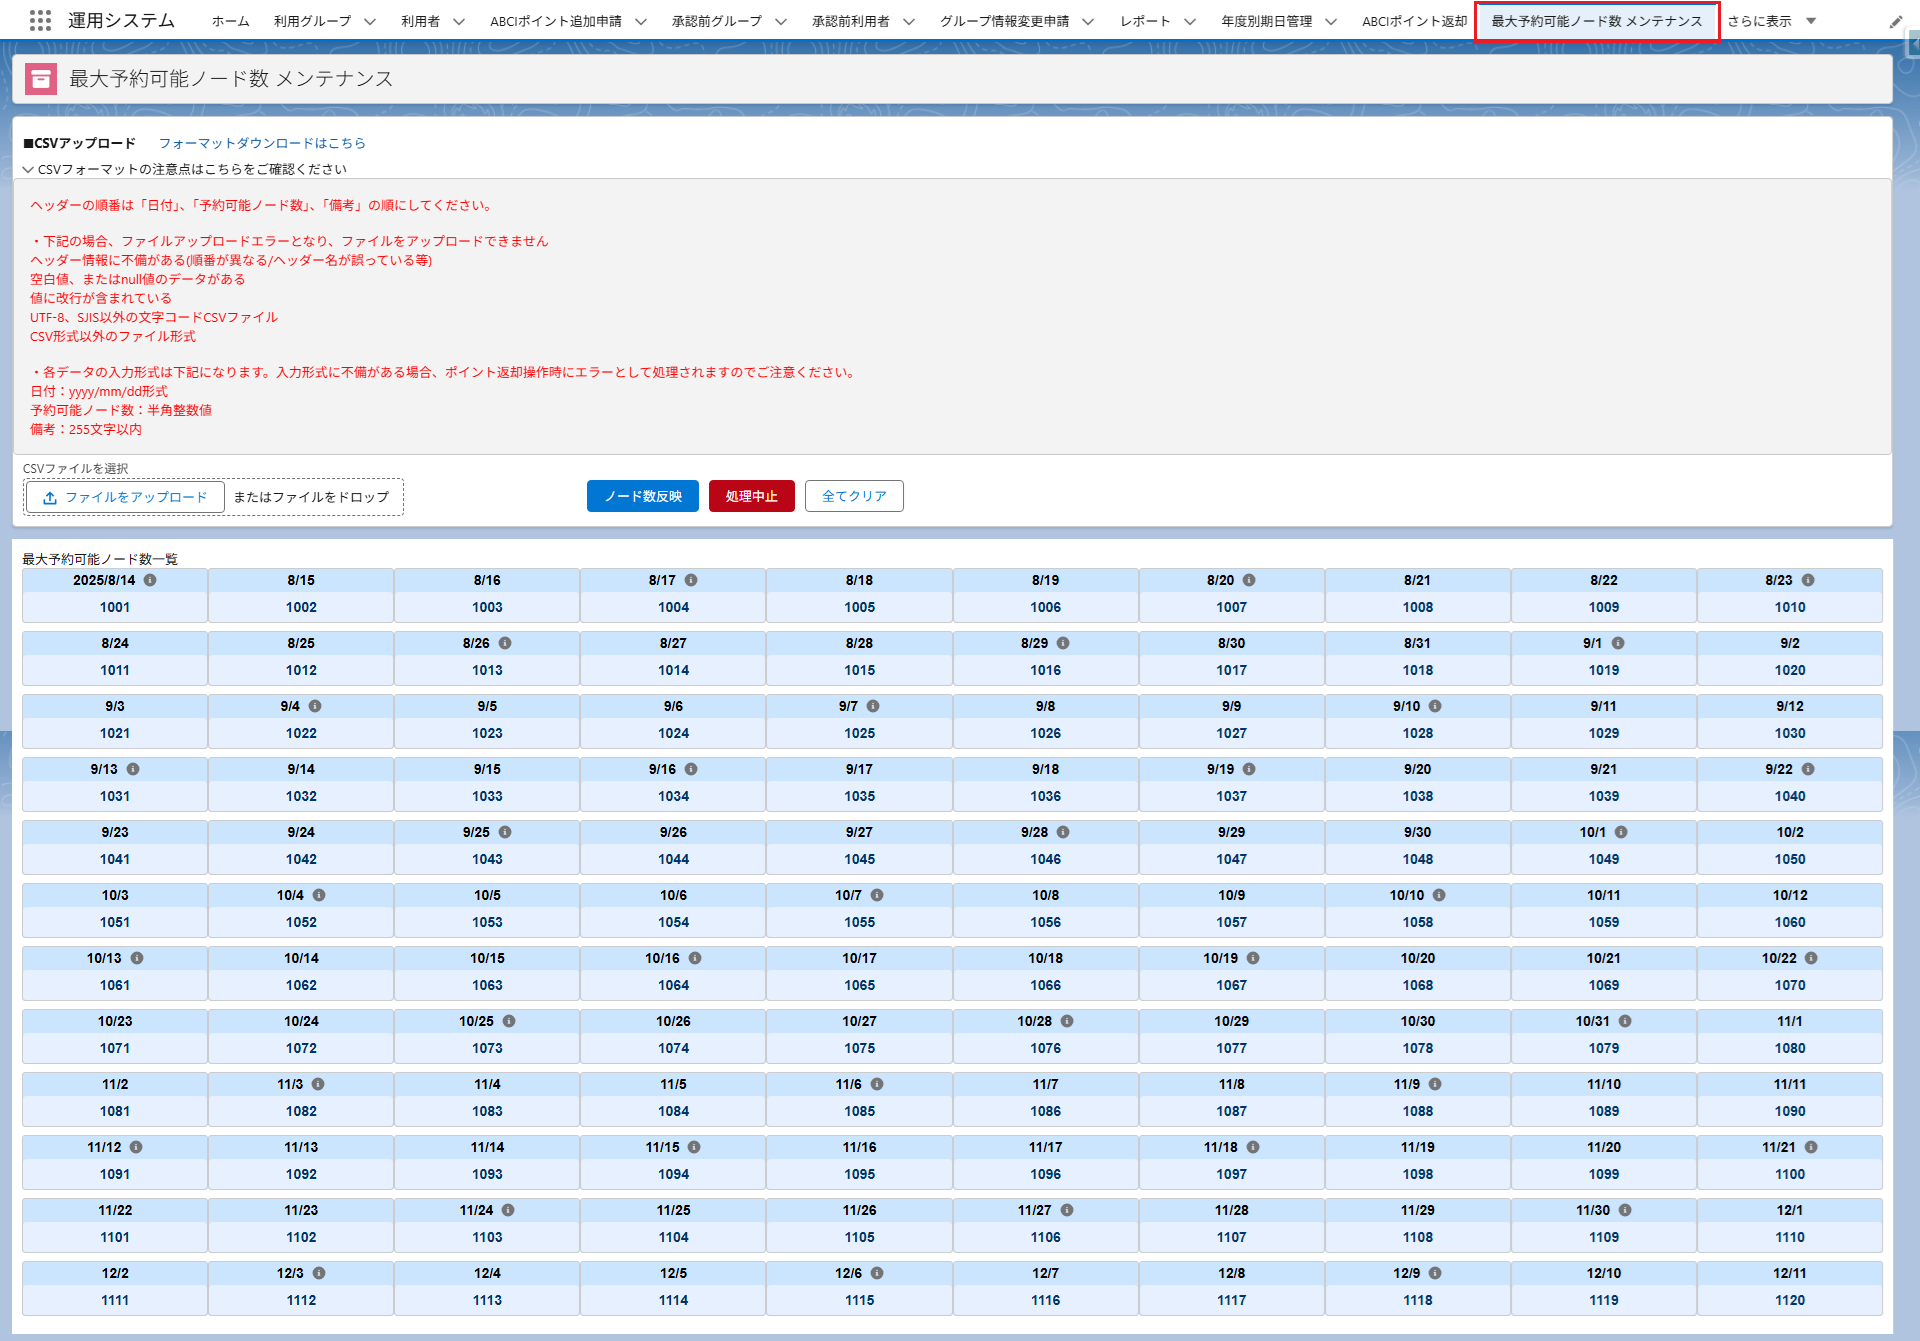 運用システム ホーム 利用グループ 利用者 ABCIポイント追加申請 承認前グループ 承認前利用者 グループ情報変更申請 レポート 年度別期日管理 ABCIポイント返却 最大予約可能ノード数 メンテナンス さらに表示
最大予約可能ノード数 メンテナンス
■CSVアップロード フォーマットダウンロードはこちら
CSVフォーマットの注意点はこちらをご確認ください
ヘッダーの順番は「日付」、「予約可能ノード数」、「備考」の順にしてください。
・下記の場合、ファイルアップロードエラーとなり、ファイルをアップロードできません
ヘッダー情報に不備がある(順番が異なる/ヘッダー名が誤っている等)
空白値、またはnull値のデータがある
値に改行が含まれている
UTF-8、SJIS以外の文字コードCSVファイル
CSV形式以外のファイル形式
・各データの入力形式は下記になります。入力形式に不備がある場合、ポイント返却操作時にエラーとして処理されますのでご注意ください。
日付：yyyy/mm/dd形式
予約可能ノード数：半角整数値
備考：255文字以内
CSVファイルを選択
ファイルをアップロード またはファイルをドロップ ノード数反映 処理中止 全てクリア
最大予約可能ノード数一覧
2025/8/14 8/15 8/16 8/17 8/18 8/19 8/20 8/21 8/22 8/23
1001 1002 1003 1004 1005 1006 1007 1008 1009 1010
8/24 8/25 8/26 8/27 8/28 8/29 8/30 8/31 9/1 9/2
1011 1012 1013 1014 1015 1016 1017 1018 1019 1020
9/3 9/4 9/5 9/6 9/7 9/8 9/9 9/10 9/11 9/12
1021 1022 1023 1024 1025 1026 1027 1028 1029 1030
9/13 9/14 9/15 9/16 9/17 9/18 9/19 9/20 9/21 9/22
1031 1032 1033 1034 1035 1036 1037 1038 1039 1040
9/23 9/24 9/25 9/26 9/27 9/28 9/29 9/30 10/1 10/2
1041 1042 1043 1044 1045 1046 1047 1048 1049 1050
10/3 10/4 10/5 10/6 10/7 10/8 10/9 10/10 10/11 10/12
1051 1052 1053 1054 1055 1056 1057 1058 1059 1060
10/13 10/14 10/15 10/16 10/17 10/18 10/19 10/20 10/21 10/22
1061 1062 1063 1064 1065 1066 1067 1068 1069 1070
10/23 10/24 10/25 10/26 10/27 10/28 10/29 10/30 10/31 11/1
1071 1072 1073 1074 1075 1076 1077 1078 1079 1080
11/2 11/3 11/4 11/5 11/6 11/7 11/8 11/9 11/10 11/11
1081 1082 1083 1084 1085 1086 1087 1088 1089 1090
11/12 11/13 11/14 11/15 11/16 11/17 11/18 11/19 11/20 11/21
1091 1092 1093 1094 1095 1096 1097 1098 1099 1100
11/22 11/23 11/24 11/25 11/26 11/27 11/28 11/29 11/30 12/1
1101 1102 1103 1104 1105 1106 1107 1108 1109 1110
12/2 12/3 12/4 12/5 12/6 12/7 12/8 12/9 12/10 12/11
1111 1112 1113 1114 1115 1116 1117 1118 1119 1120